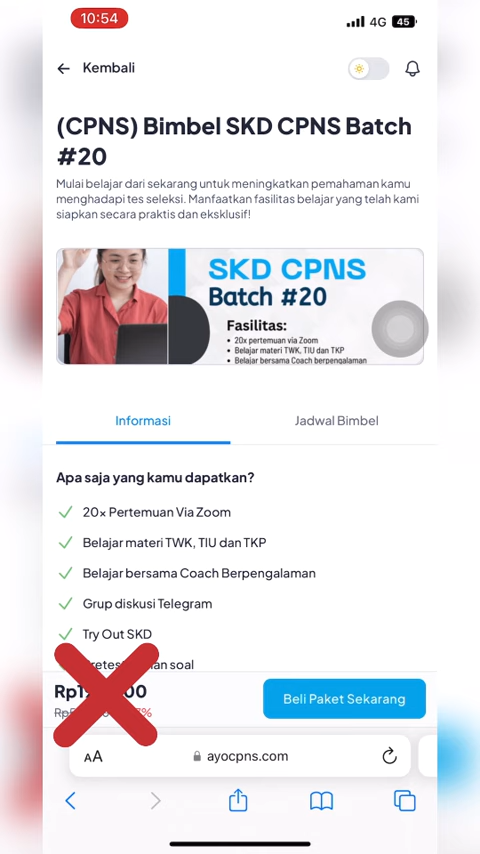 10:54
4G
45
Kembali
(CPNS) Bimbel SKD CPNS Batch
#20
Mulai belajar dari sekarang untuk meningkatkan pemahaman kamu
menghadapi tes seleksi. Manfaatkan fasilitas belajar yang telah kami
siapkan secara praktis dan eksklusif!
SKD CPNS
Batch #20
Fasilitas:
• 20x pertemuan via Zoom
• Belajar materi TWK, TIU dan TKP
• Belajar bersama Coach berpengalaman
Informasi
Jadwal Bimbel
Apa saja yang kamu dapatkan?
20x Pertemuan Via Zoom
Belajar materi TWK, TIU dan TKP
Belajar bersama Coach Berpengalaman
Grup diskusi Telegram
Try Out SKD
soal
Beli Paket Sekarang
AA
ayocpns.com